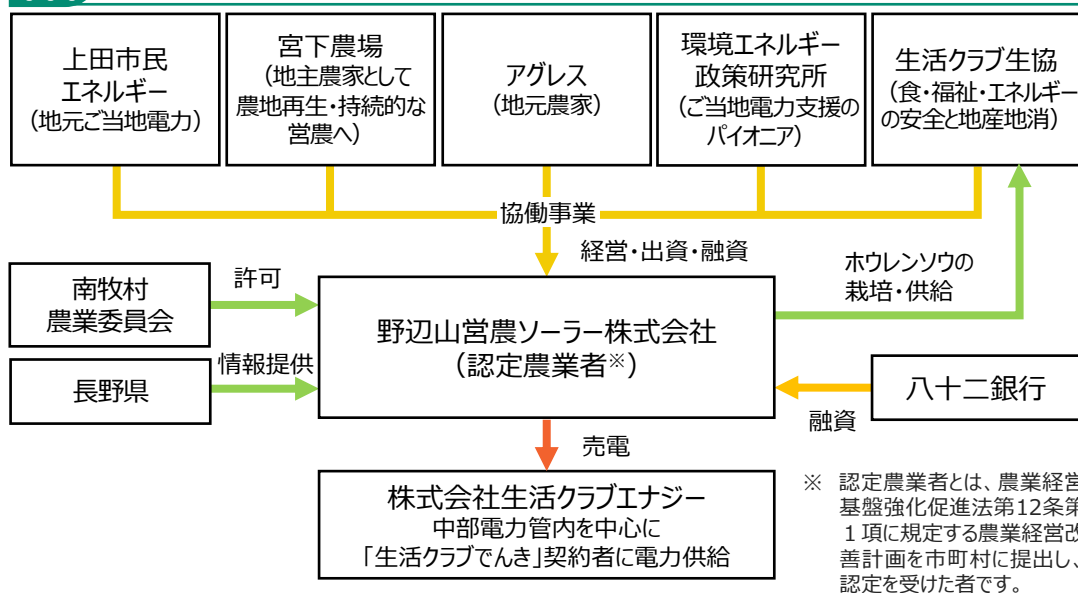 上田市民
エネルギー
(地元ご当地電力)
宮下農場
(地主農家として
農地再生・持続的な
営農へ)
アグレス
(地元農家)
環境エネルギー
政策研究所
(ご当地電力支援の
パイオニア)
生活クラブ生協
(食・福祉・エネルギー
の安全と地産地消)
協働事業
経営・出資・融資
南牧村
農業委員会
許可
長野県
情報提供
野辺山営農ソーラー株式会社
(認定農業者※)
ホウレンソウの
栽培・供給
八十二銀行
融資
売電
株式会社生活クラブエナジー
中部電力管内を中心に
「生活クラブでんき」契約者に電力供給
※ 認定農業者とは、農業経営
基盤強化促進法第12条第
1項に規定する農業経営改
善計画を市町村に提出し、
認定を受けた者です。